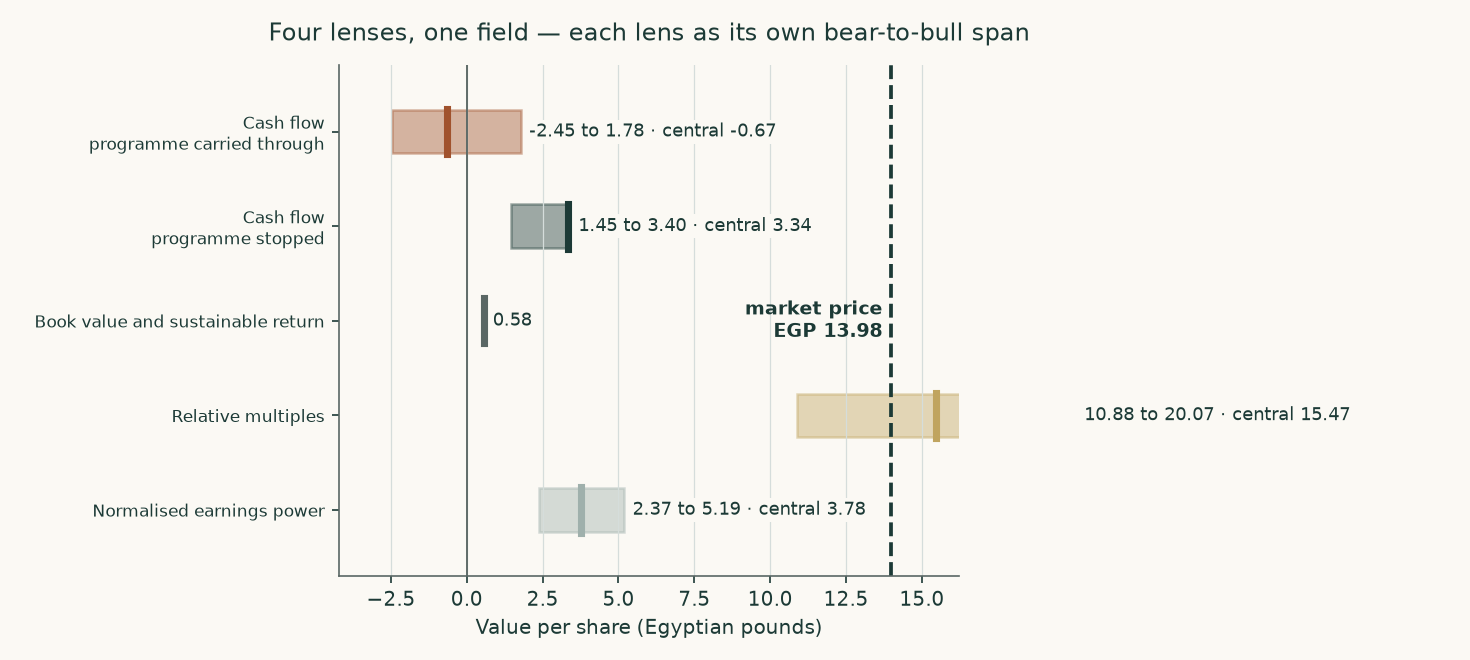 Four lenses, one field — each lens as its own bear-to-bull span
Cash flow
programme carried through
-2.45 to 1.78 · central -0.67
Cash flow
programme stopped
1.45 to 3.40 · central 3.34
Book value and sustainable return
0.58
market price
EGP 13.98
Relative multiples
10.88 to 20.07 · central 15.47
Normalised earnings power
2.37 to 5.19 · central 3.78
−2.5 0.0 2.5 5.0 7.5 10.0 12.5 15.0
Value per share (Egyptian pounds)